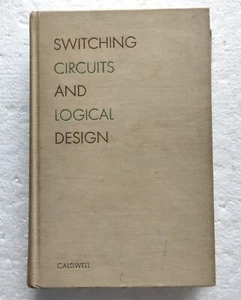 SWITCHING
CIRCUITS
AND
LOGICAL
DESIGN
CALDWELL